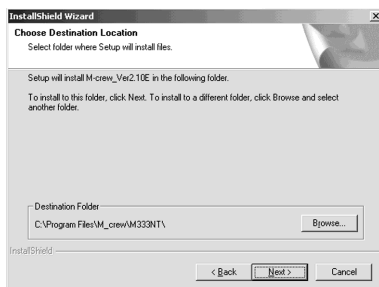 InstallShield Wizard
Choose Destination Location
Select folder where Setup will install files.
Setup will install M-crew_Ver2.10E in the following folder.
To install to this folder, click Next. To install to a different folder, click Browse and select
another folder.
Destination Folder
C:\Program Files\M_crew\M333NT\
Browse...
InstallShield
< Back
Next >
Cancel